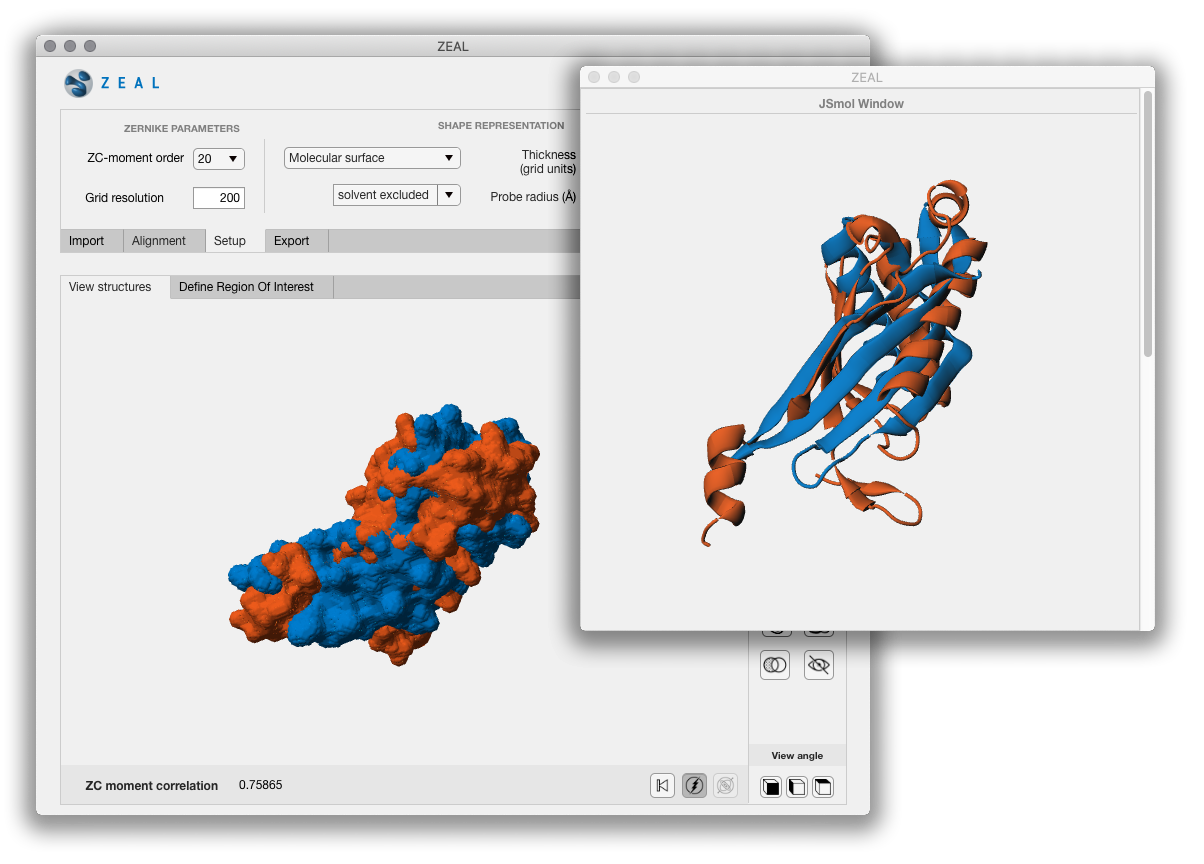 ZEAL
ZEAL
ZEAL
JSmol Window
ZERNIKE PARAMETERS
SHAPE REPRESENTATION
ZC-moment order 20
Molecular surface
Thickness
(grid units)
Grid resolution 200
solvent excluded
Probe radius (Å)
Import Alignment Setup Export
View structures Define Region Of Interest
View angle
ZC moment correlation 0.75865